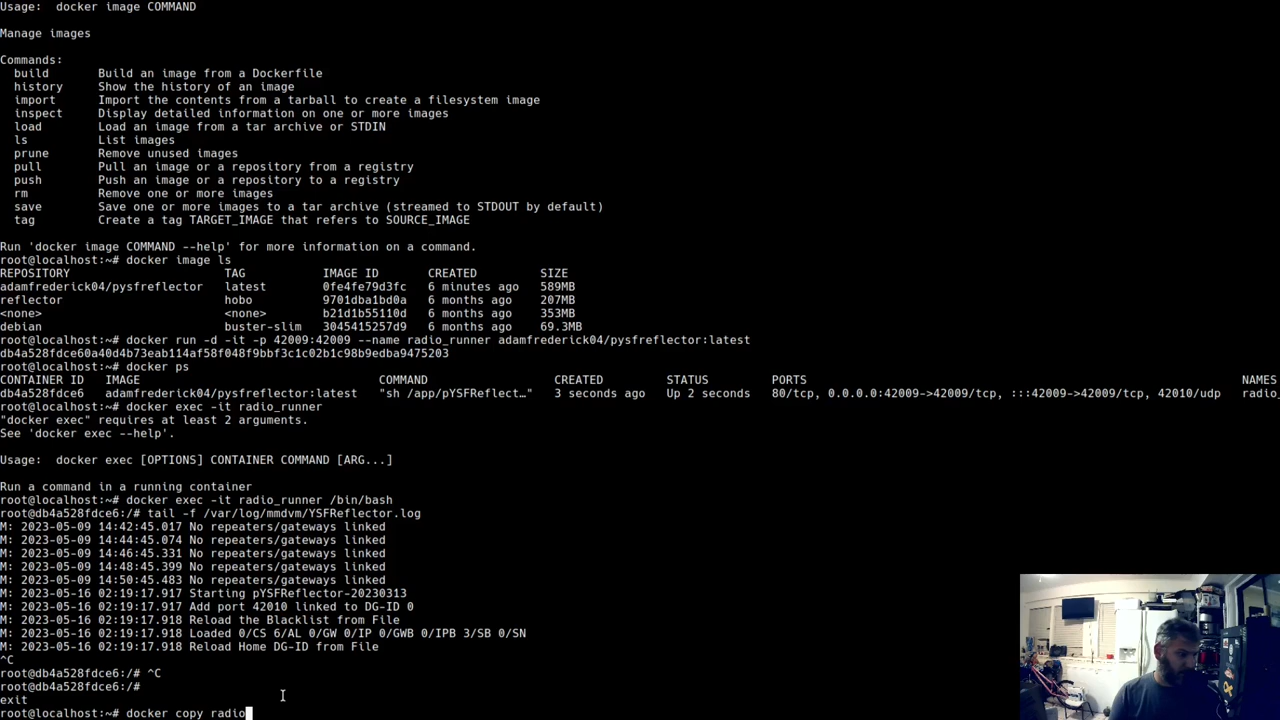 Usage:  docker image COMMAND
Manage images
Commands:
  build       Build an image from a Dockerfile
  history     Show the history of an image
  import      Import the contents from a tarball to create a filesystem image
  inspect     Display detailed information on one or more images
  load        Load an image from a tar archive or STDIN
  ls          List images
  prune       Remove unused images
  pull        Pull an image or a repository from a registry
  push        Push an image or a repository to a registry
  rm          Remove one or more images
  save        Save one or more images to a tar archive (streamed to STDOUT by default)
  tag         Create a tag TARGET_IMAGE that refers to SOURCE_IMAGE
Run 'docker image COMMAND --help' for more information on a command.
root@localhost:~# docker image ls
REPOSITORY                      TAG           IMAGE ID       CREATED         SIZE
adamfrederick04/pysfreflector   latest        0fe4fe79d3fc   6 minutes ago   589MB
reflector                       hobo          9701dba1bd0a   6 months ago    207MB
<none>                          <none>        b21d1b55110d   6 months ago    353MB
debian                          buster-slim   3045415257d9   6 months ago    69.3MB
root@localhost:~# docker run -d -it -p 42009:42009 --name radio_runner adamfrederick04/pysfreflector:latest
db4a528fdce60a40d4b73eab114af58f048f9bbf3c1c02b1c98b9edba9475203
root@localhost:~# docker ps
CONTAINER ID   IMAGE                                  COMMAND                  CREATED         STATUS         PORTS                                                              NAMES
db4a528fdce6   adamfrederick04/pysfreflector:latest   "sh /app/pYSFReflect…"   3 seconds ago   Up 2 seconds   80/tcp, 0.0.0.0:42009->42009/tcp, :::42009->42009/tcp, 42010/udp   radio_
root@localhost:~# docker exec -it radio_runner
"docker exec" requires at least 2 arguments.
See 'docker exec --help'.
Usage:  docker exec [OPTIONS] CONTAINER COMMAND [ARG...]
Run a command in a running container
root@localhost:~# docker exec -it radio_runner /bin/bash
root@db4a528fdce6:/# tail -f /var/log/mmdvm/YSFReflector.log
M: 2023-05-09 14:42:45.017 No repeaters/gateways linked
M: 2023-05-09 14:44:45.074 No repeaters/gateways linked
M: 2023-05-09 14:46:45.331 No repeaters/gateways linked
M: 2023-05-09 14:48:45.399 No repeaters/gateways linked
M: 2023-05-09 14:50:45.483 No repeaters/gateways linked
M: 2023-05-16 02:19:17.917 Starting pYSFReflector-20230313
M: 2023-05-16 02:19:17.917 Add port 42010 linked to DG-ID 0
M: 2023-05-16 02:19:17.918 Reload the Blacklist from File
M: 2023-05-16 02:19:17.918 Loaded 0/CS 6/AL 0/GW 0/IP 0/GWB 0/IPB 3/SB 0/SN
M: 2023-05-16 02:19:17.918 Reload Home DG-ID from File
^C
root@db4a528fdce6:/# ^C
root@db4a528fdce6:/#
exit
root@localhost:~# docker copy radio